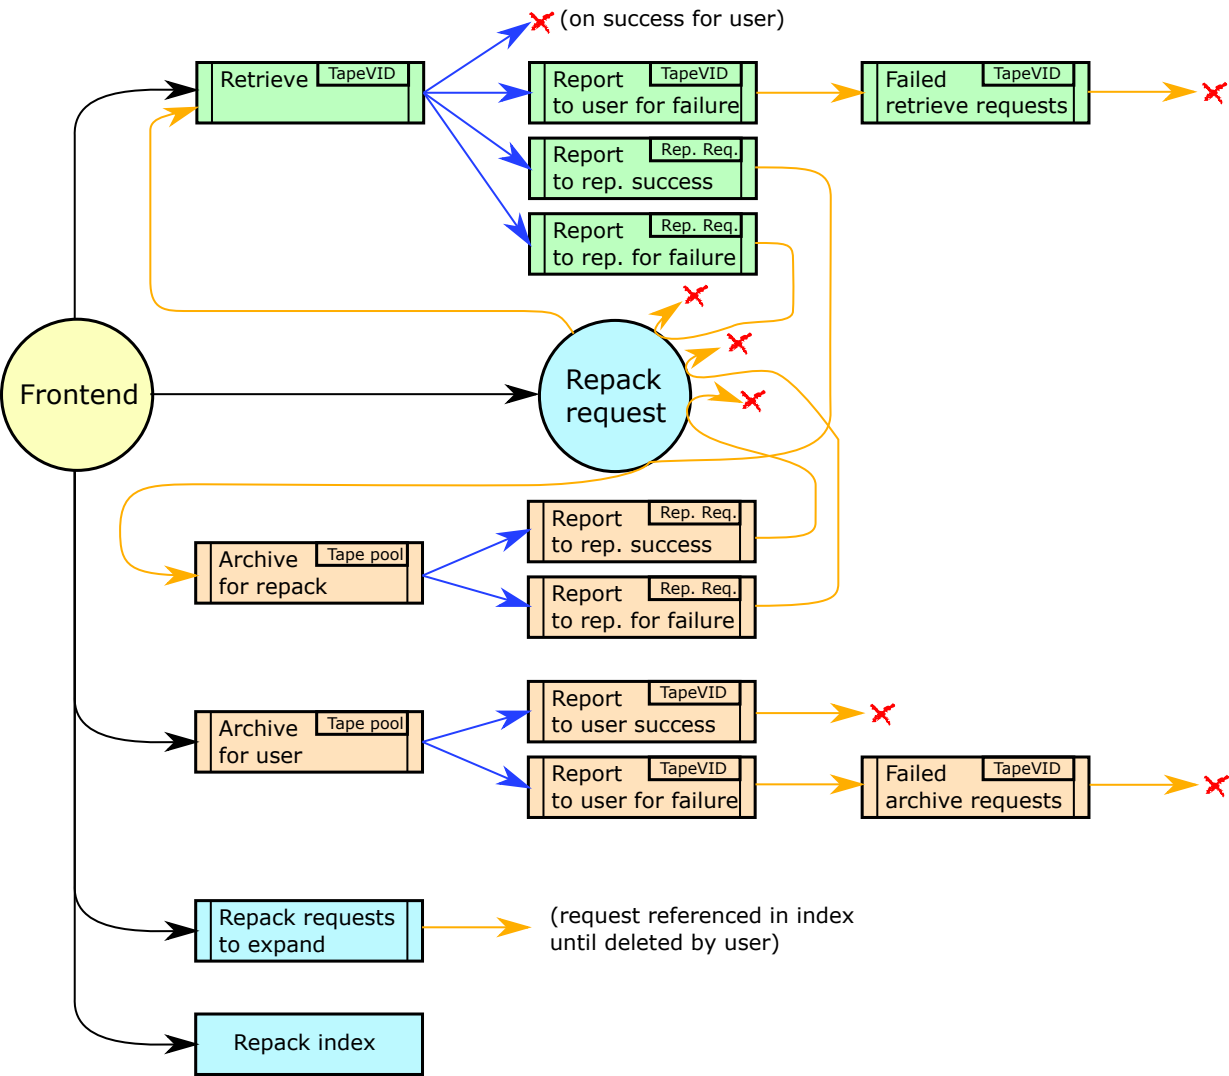 (on success for user)
Retrieve
TapeVID
Report
TapeVID
to user for failure
Failed
TapeVID
retrieve requests
Report
Rep. Req.
to rep. success
Report
Rep. Req.
to rep. for failure
Frontend
Repack
request
Report
Rep. Req.
to rep. success
Archive
Tape pool
for repack
Report
Rep. Req.
to rep. for failure
Report
TapeVID
to user success
Archive
Tape pool
for user
Report
TapeVID
to user for failure
Failed
TapeVID
archive requests
Repack requests
to expand
(request referenced in index
until deleted by user)
Repack index